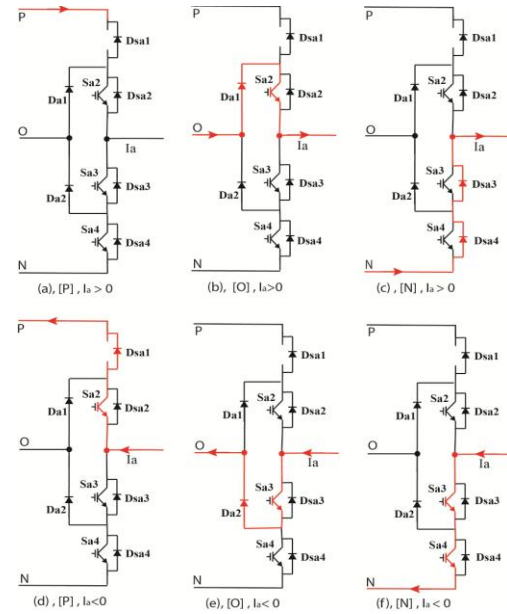 P
Dsa1
Sa2
Dsa2
Da1
O
Ia
Sa3
Dsa3
Da2
Sa4
Dsa4
N
(a), [P] , Ia > 0
P
Dsa1
Sa2
Dsa2
Da1
O
Ia
Sa3
Dsa3
Da2
Sa4
Dsa4
N
(b), [O] , Ia>0
P
Dsa1
Sa2
Dsa2
Da1
O
Ia
Sa3
Dsa3
Da2
Sa4
Dsa4
N
(c) , [N] , Ia > 0
P
Dsa1
Sa2
Dsa2
Da1
O
Ia
Sa3
Dsa3
Da2
Sa4
Dsa4
N
(d) , [P] , Ia<0
P
Dsa1
Sa2
Dsa2
Da1
O
Ia
Sa3
Dsa3
Da2
Sa4
Dsa4
N
(e) , [O] , Ia<0
P
Dsa1
Sa2
Dsa2
Da1
O
Ia
Sa3
Dsa3
Da2
Sa4
Dsa4
N
(f) , [N] , Ia < 0